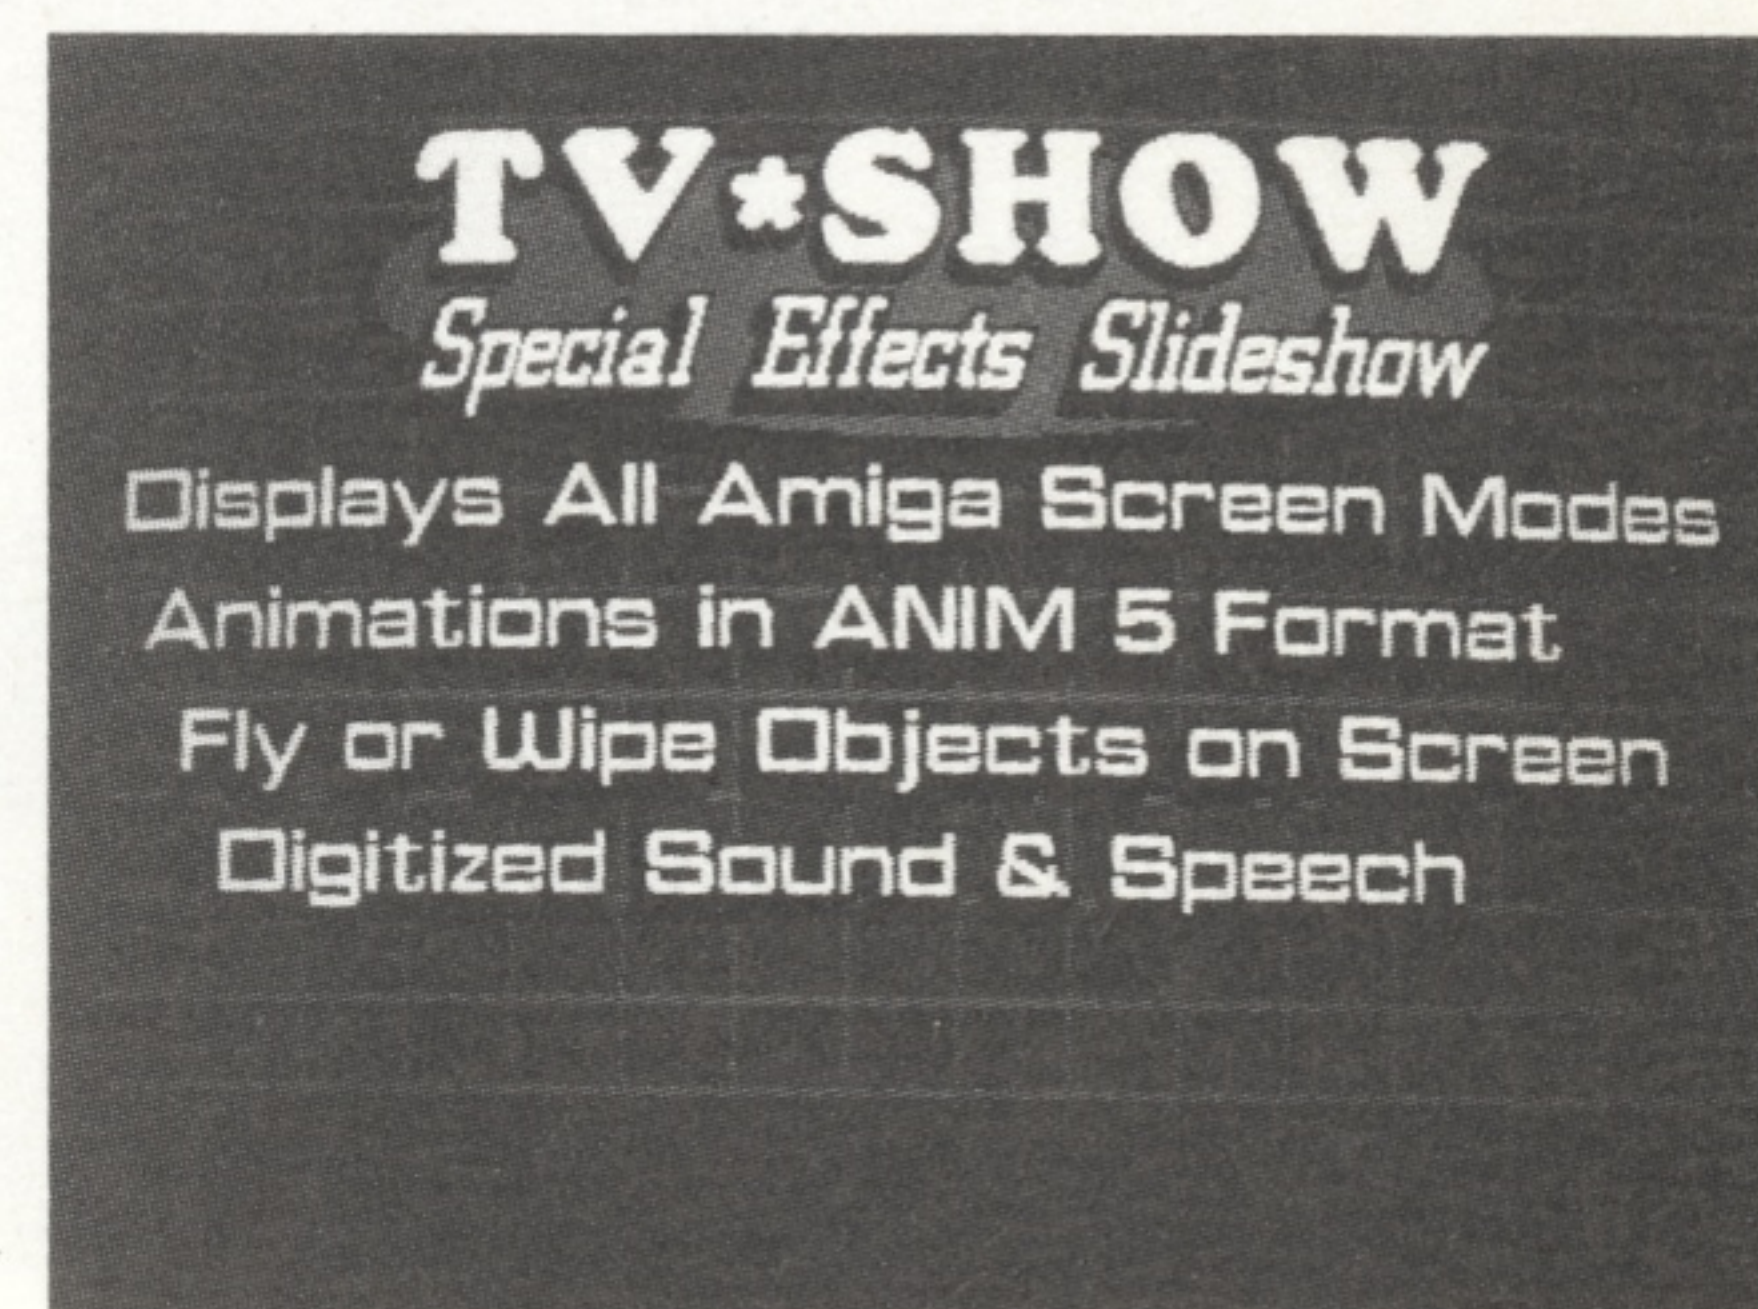 TV*SHOW
Special Effects Slideshow
Displays All Amiga Screen Modes
Animations in ANIM 5 Format
Fly or Wipe Objects on Screen
Digitized Sound & Speech